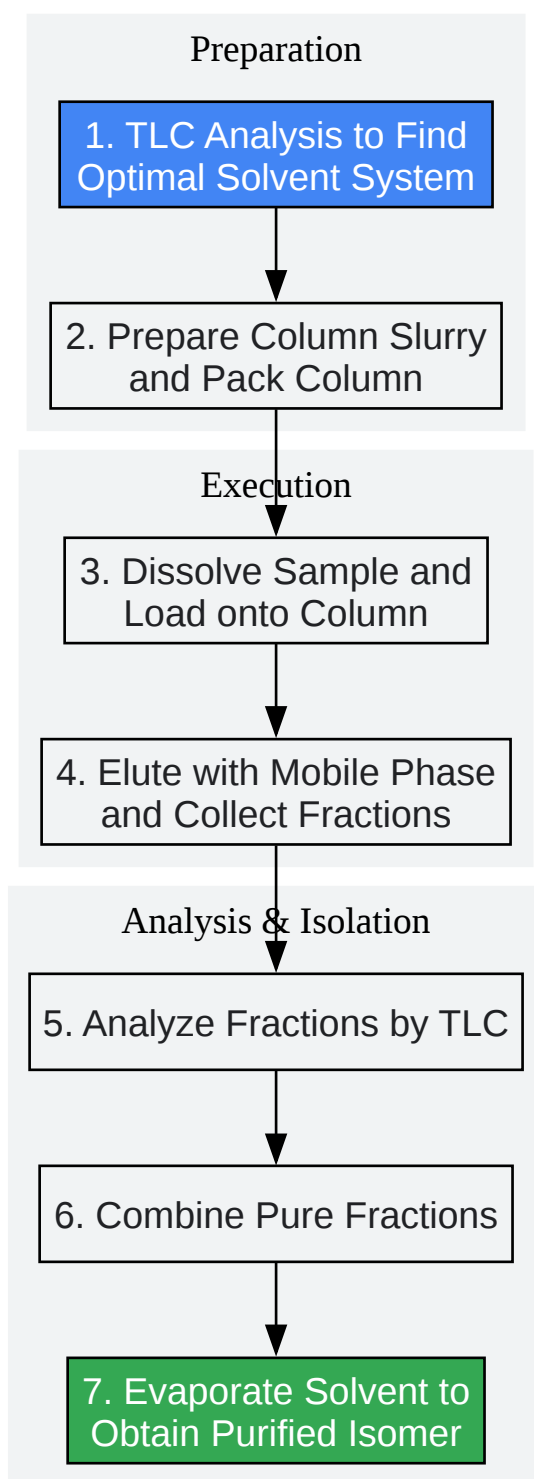 Preparation
1. TLC Analysis to Find
Optimal Solvent System
2. Prepare Column Slurry
and Pack Column
Execution
3. Dissolve Sample and
Load onto Column
4. Elute with Mobile Phase
and Collect Fractions
Analysis & Isolation
5. Analyze Fractions by TLC
6. Combine Pure Fractions
7. Evaporate Solvent to
Obtain Purified Isomer